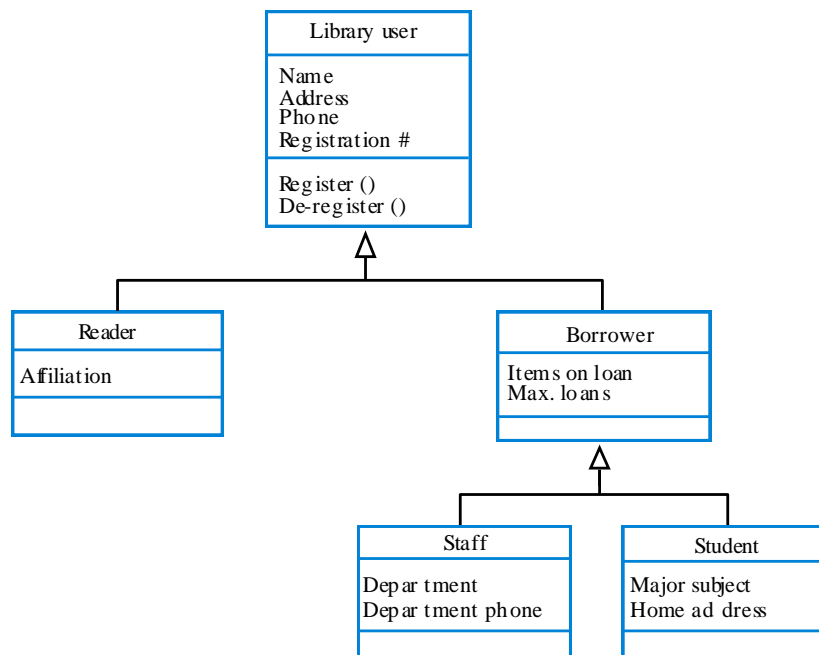 Library user
Name
Address
Phone
Registration #
Register ()
De-register ()
Reader
Affiliation
Borrower
Items on loan
Max. loans
Staff
Department
Department phone
Student
Major subject
Home address